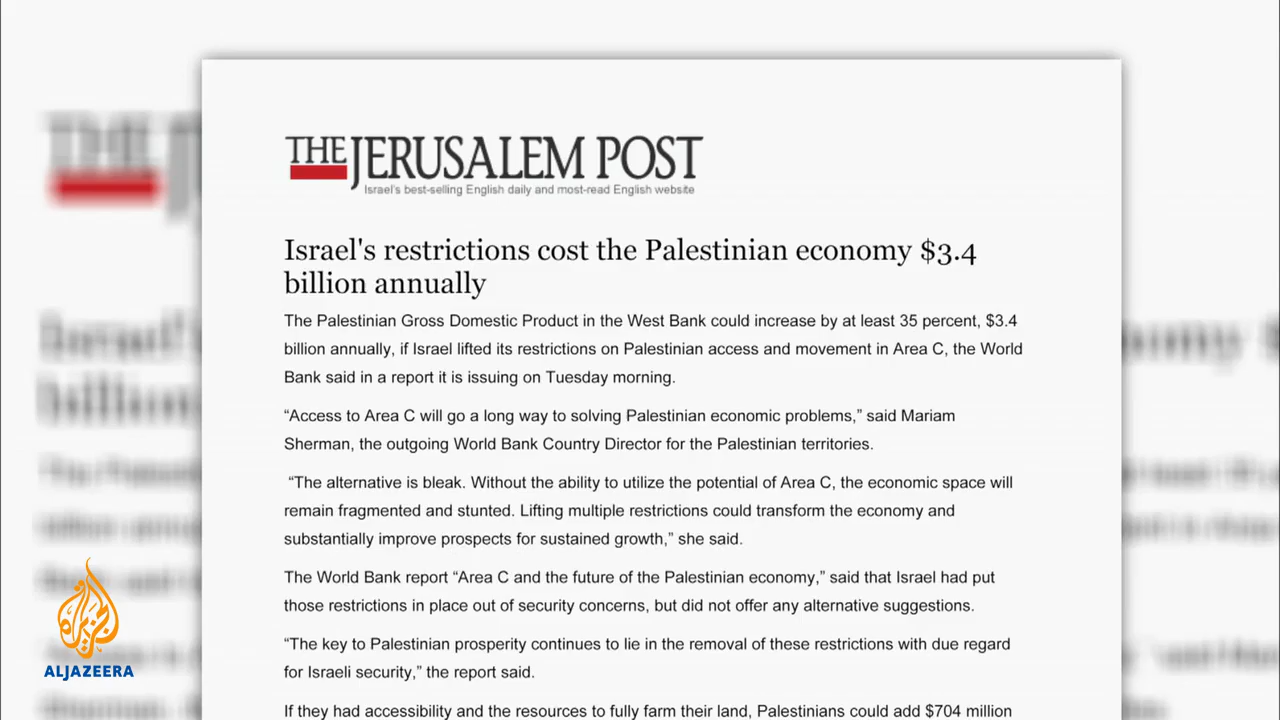 THE JERUSALEM POST
Israel's best-selling English daily and most-read English website
Israel's restrictions cost the Palestinian economy $3.4
billion annually
The Palestinian Gross Domestic Product in the West Bank could increase by at least 35 percent, $3.4
billion annually, if Israel lifted its restrictions on Palestinian access and movement in Area C, the World
Bank said in a report it is issuing on Tuesday morning.
“Access to Area C will go a long way to solving Palestinian economic problems,” said Mariam
Sherman, the outgoing World Bank Country Director for the Palestinian territories.
“The alternative is bleak. Without the ability to utilize the potential of Area C, the economic space will
remain fragmented and stunted. Lifting multiple restrictions could transform the economy and
substantially improve prospects for sustained growth,” she said.
The World Bank report “Area C and the future of the Palestinian economy,” said that Israel had put
those restrictions in place out of security concerns, but did not offer any alternative suggestions.
“The key to Palestinian prosperity continues to lie in the removal of these restrictions with due regard
for Israeli security,” the report said.
If they had accessibility and the resources to fully farm their land, Palestinians could add $704 million
ALJAZEERA